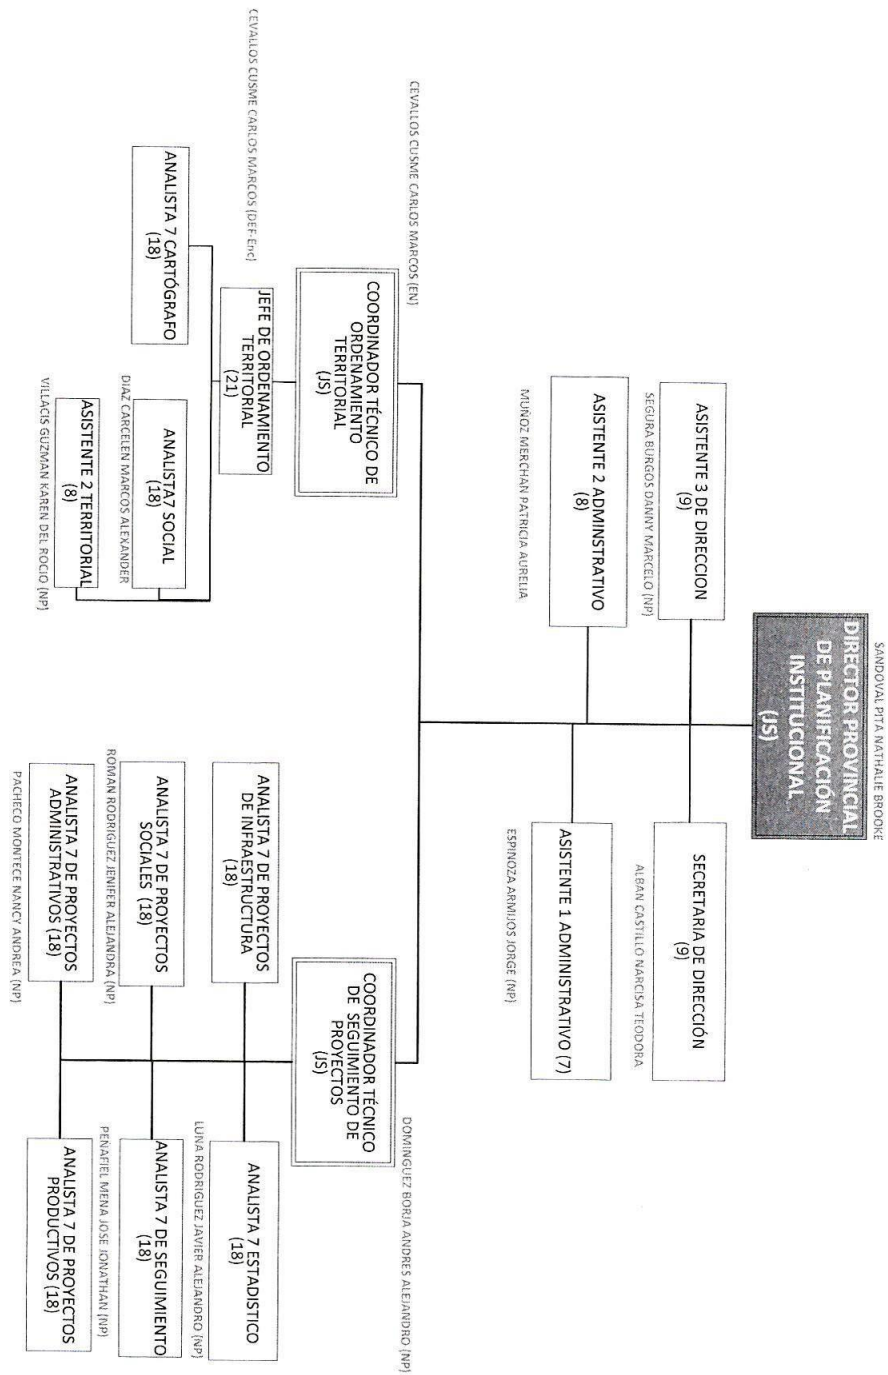 SANDOVAL PITA NATHALIE BROOKE
DIRECTOR PROVINCIAL
DE PLANIFICACIÓN
INSTITUCIONAL
(JS)
ASISTENTE 3 DE DIRECCION
(9)
SEGURA BURGOS DANNY MARCELO (NP)
SECRETARIA DE DIRECCIÓN
(9)
ALBAN CASTILLO NARCISA TEODORA
ASISTENTE 2 ADMINSTRATIVO
(8)
MUÑOZ MERCHAN PATRICIA AURELIA
ASISTENTE 1 ADMINISTRATIVO (7)
ESPINOZA ARMIJOS JORGE (NP)
CEVALLOS CUSME CARLOS MARCOS (EN)
COORDINADOR TÉCNICO DE
ORDENAMIENTO
TERRITORIAL
(JS)
CEVALLOS CUSME CARLOS MARCOS (DEF-Enc)
JEFE DE ORDENAMIENTO
TERRITORIAL
(21)
ANALISTA 7 CARTÓGRAFO
(18)
ANALISTA7 SOCIAL
(18)
DIAZ CARCELEN MARCOS ALEXANDER
ASISTENTE 2 TERRITORIAL
(8)
VILLACIS GUZMAN KAREN DEL ROCIO (NP)
DOMINGUEZ BORJA ANDRES ALEJANDRO (NP)
COORDINADOR TÉCNICO
DE SEGUIMIENTO DE
PROYECTOS
(JS)
ANALISTA 7 DE PROYECTOS
DE INFRAESTRUCTURA
(18)
ANALISTA 7 ESTADISTICO
(18)
LUNA RODRIGUEZ JAVIER ALEJANDRO (NP)
ANALISTA 7 DE PROYECTOS
SOCIALES (18)
ROMAN RODRIGUEZ JENIFER ALEJANDRA (NP)
ANALISTA 7 DE SEGUIMIENTO
(18)
PEÑAFIEL MENA JOSE JONATHAN (NP)
ANALISTA 7 DE PROYECTOS
ADMINISTRATIVOS (18)
PACHECO MONTECE NANCY ANDREA (NP)
ANALISTA 7 DE PROYECTOS
PRODUCTIVOS (18)